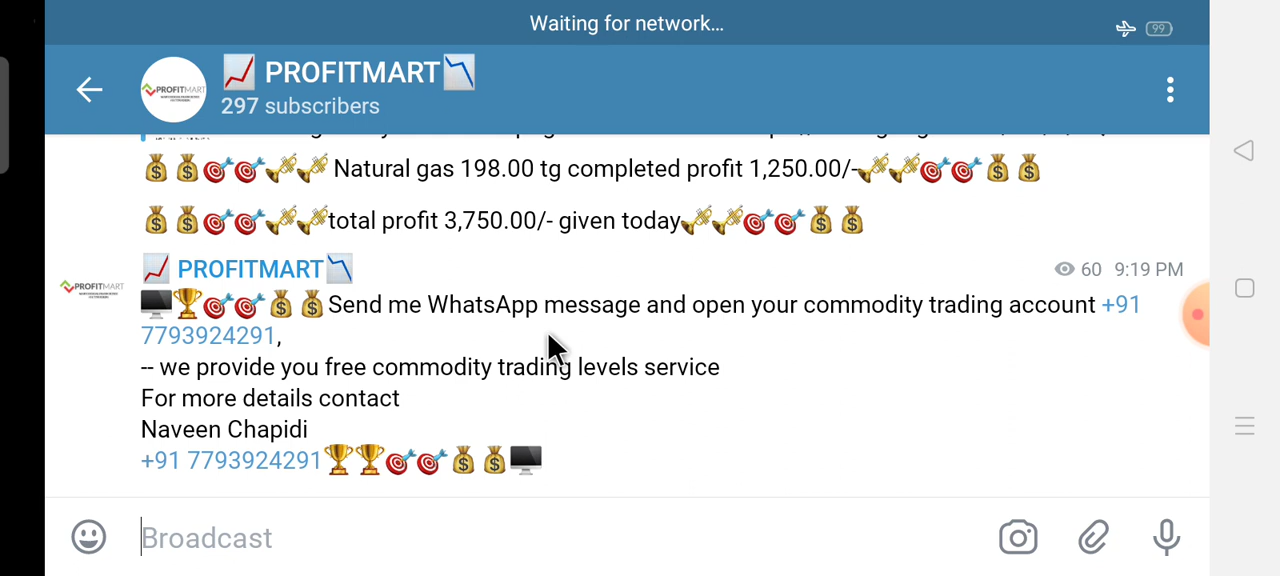 Waiting for network...
99
📈 PROFITMART📉
297 subscribers
PROFITMART
💰💰🎯🎯🎺🎺 Natural gas 198.00 tg completed profit 1,250.00/-🎺🎺🎯🎯💰💰
💰💰🎯🎯🎺🎺total profit 3,750.00/- given today🎺🎺🎯🎯💰💰
📈 PROFITMART📉
60 9:19 PM
PROFITMART
🖥🏆🎯🎯💰💰Send me WhatsApp message and open your commodity trading account +91
7793924291,
-- we provide you free commodity trading levels service
For more details contact
Naveen Chapidi
+91 7793924291🏆🏆🎯🎯💰💰🖥
Broadcast